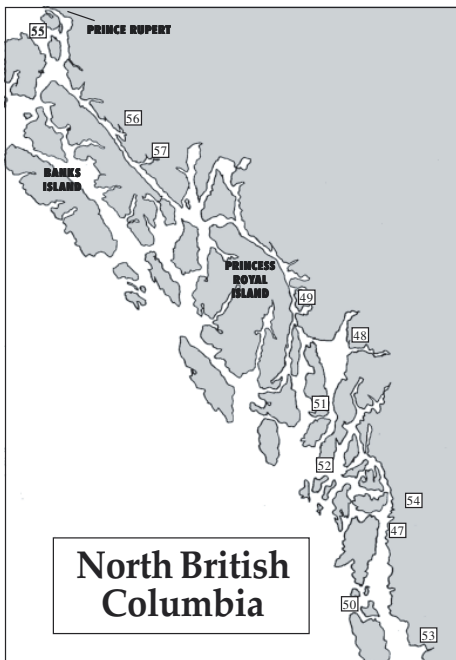 55
PRINCE RUPERT
56
57
BANKS
ISLAND
PRINCESS
ROYAL
ISLAND
49
48
51
52
54
47
North British
Columbia
50
53